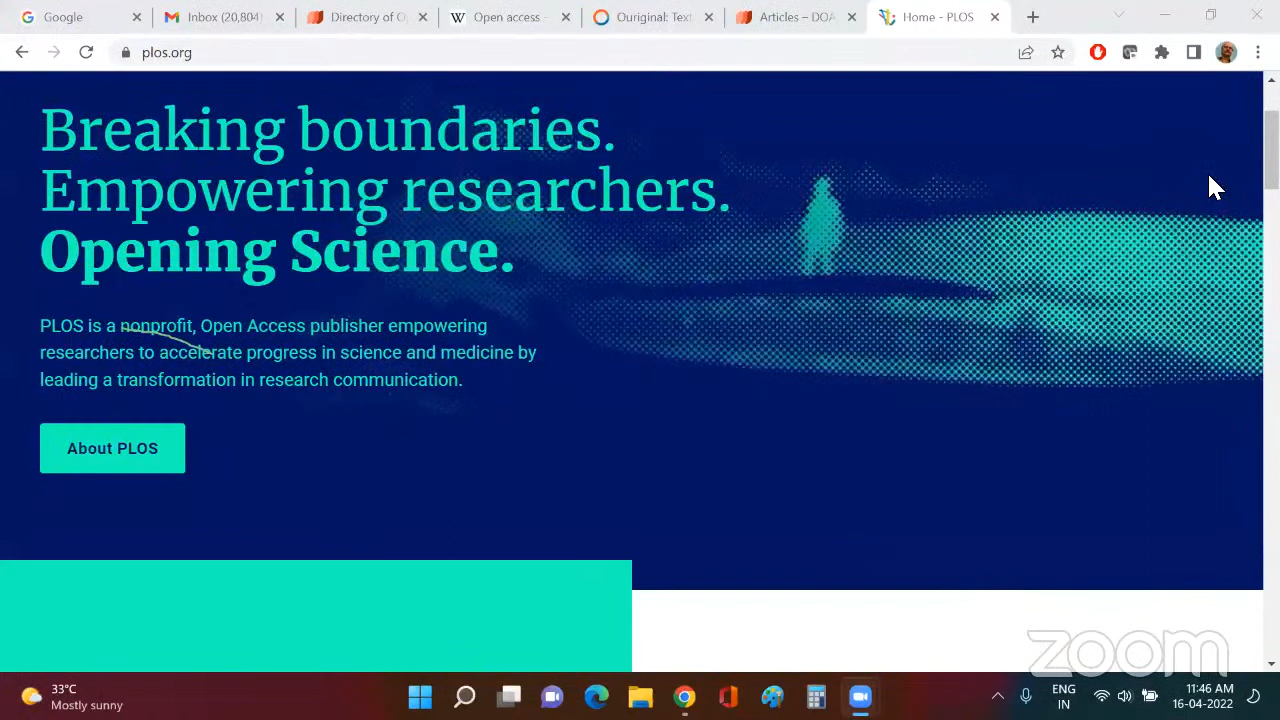 Google
Inbox (20,804)
Directory of O
Open access -
Ouriginal: Text
Articles – DOA
Home - PLOS
plos.org
Breaking boundaries.
Empowering researchers.
Opening Science.
PLOS is a nonprofit, Open Access publisher empowering
researchers to accelerate progress in science and medicine by
leading a transformation in research communication.
About PLOS
zoom
33°C
Mostly sunny
ENG
IN
11:46 AM
16-04-2022